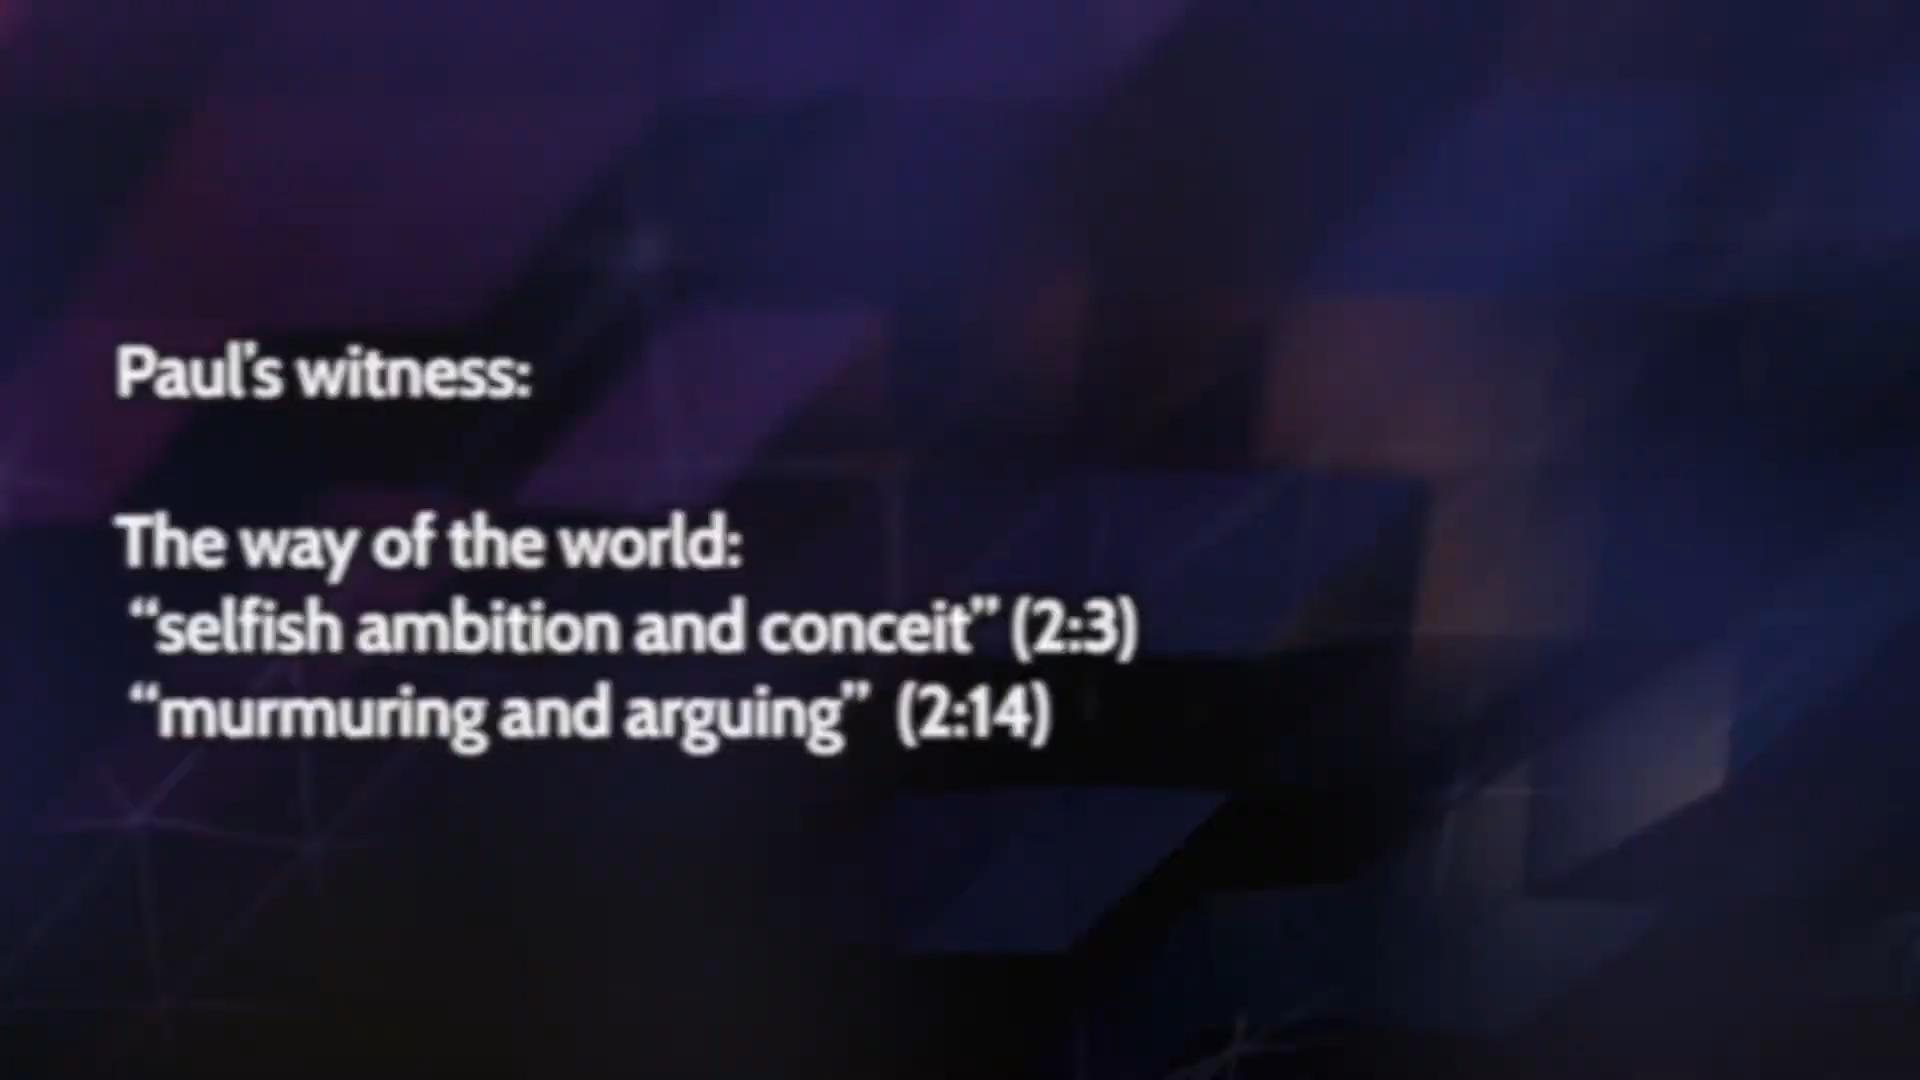 Paul’s witness:
The way of the world:
“selfish ambition and conceit” (2:3)
“murmuring and arguing” (2:14)